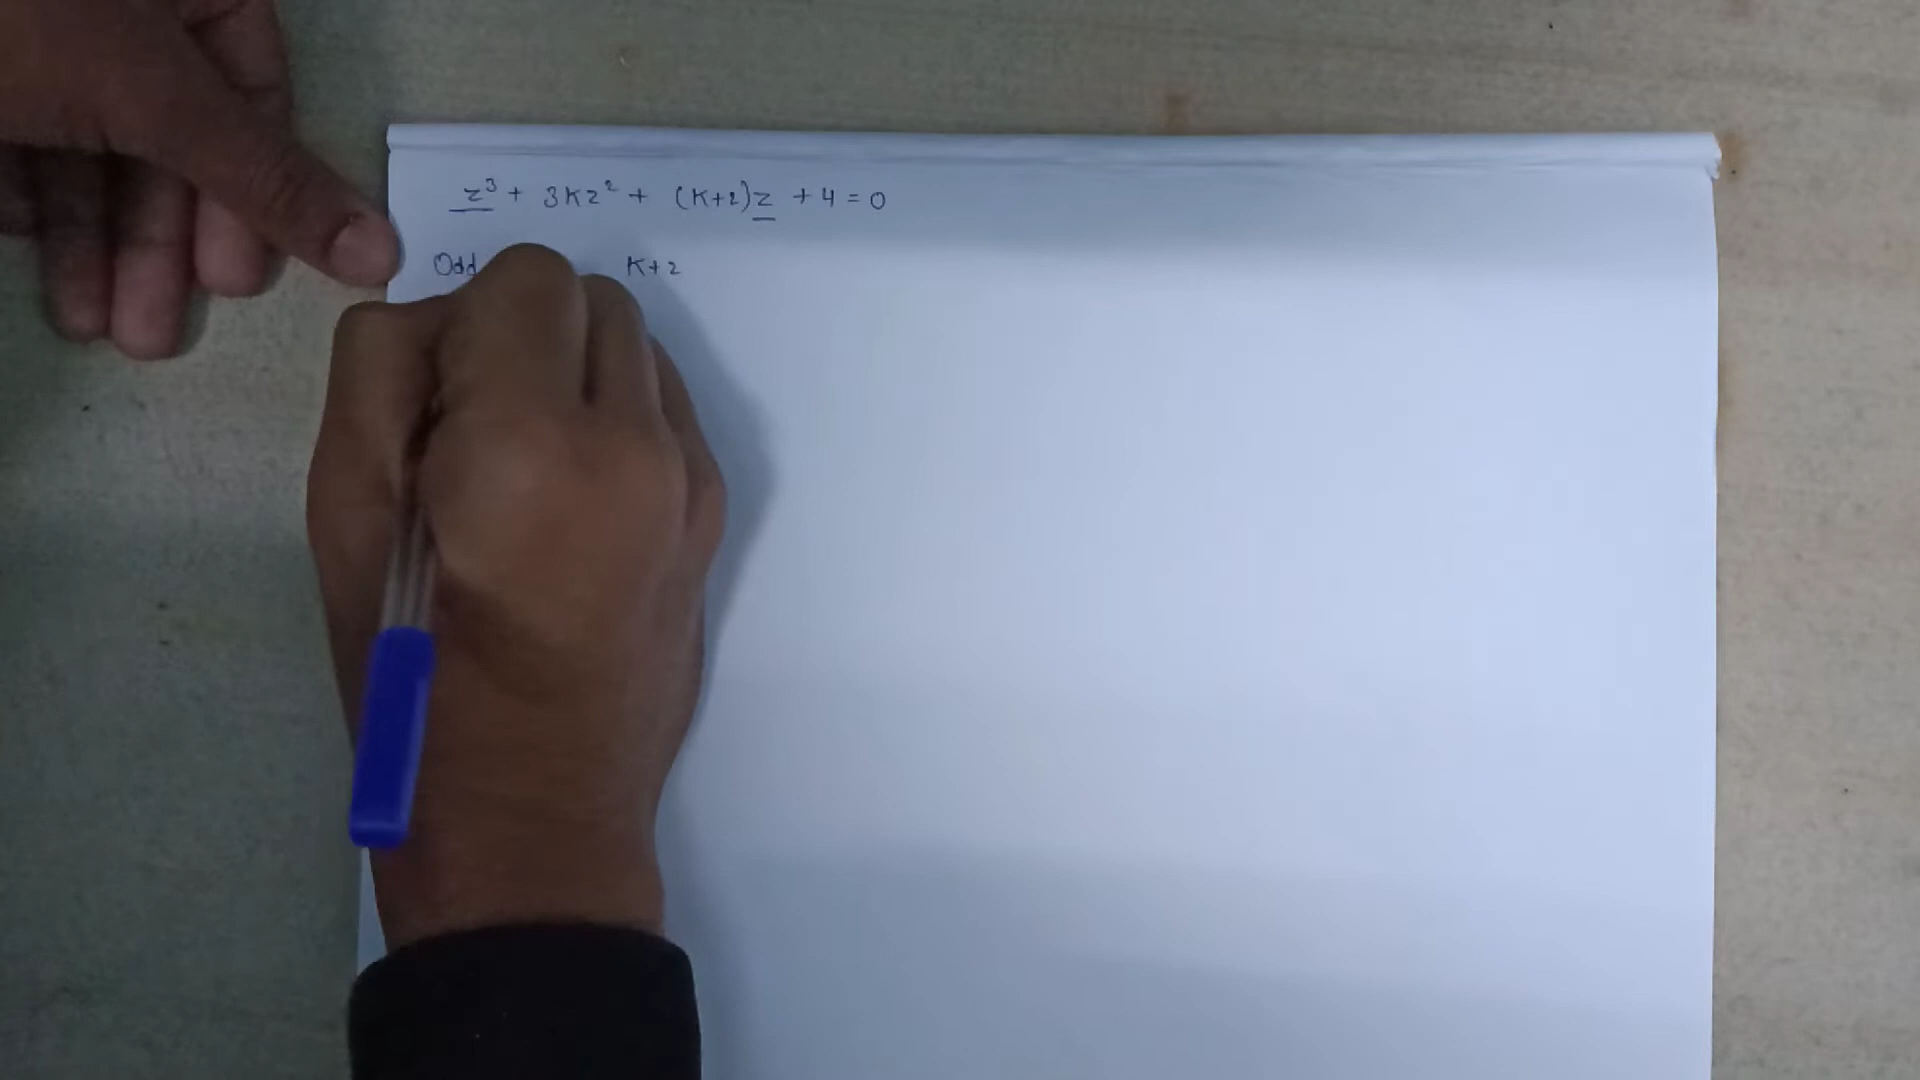 z³ + 3Kz² + (K+2)z + 4 = 0
Odd K+2